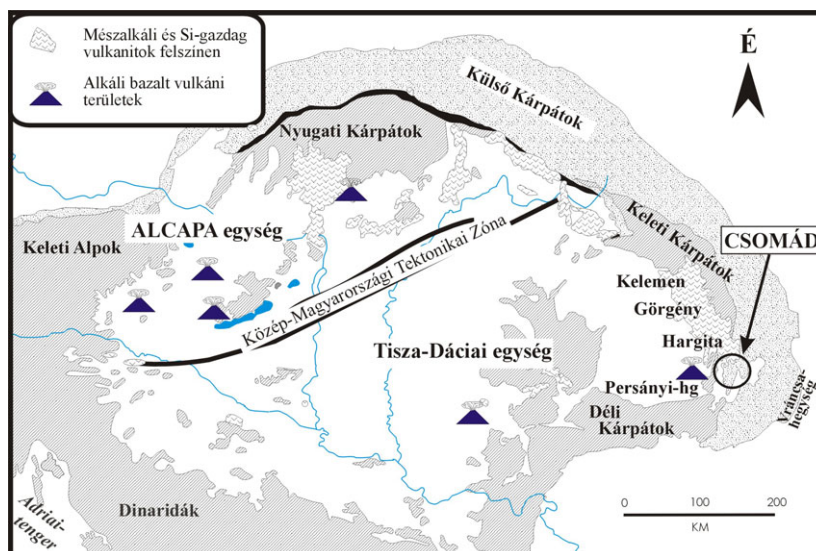 Mészalkáli és Si-gazdag
vulkanitok felszínen
Alkáli bazalt vulkáni
területek
É
Külső Kárpátok
Nyugati Kárpátok
ALCAPA egység
Keleti Alpok
Keleti Kárpátok
CSOMÁD
Közép-Magyarországi Tektonikai Zóna
Kelemen
Görgény
Hargita
Tisza-Dáciai egység
Persányi-hg
Vrancsa-
hegység
Déli
Kárpátok
Dinaridák
Adriai-
tenger
0 100 200
KM